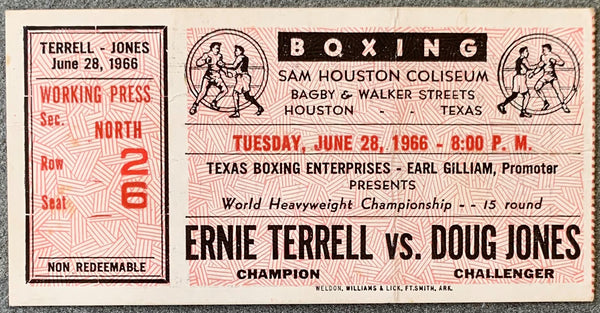 TERRELL - JONES
June 28, 1966
WORKING PRESS
Sec.
NORTH
Row
26
Seat
NON REDEEMABLE
BOXING
SAM HOUSTON COLISEUM
BAGBY & WALKER STREETS
HOUSTON - - TEXAS
TUESDAY, JUNE 28, 1966 - 8:00 P. M.
TEXAS BOXING ENTERPRISES - EARL GILLIAM, Promoter
PRESENTS
World Heavyweight Championship - - 15 round
ERNIE TERRELL vs. DOUG JONES
CHAMPION CHALLENGER
WELDON, WILLIAMS & LICK, FT. SMITH, ARK.